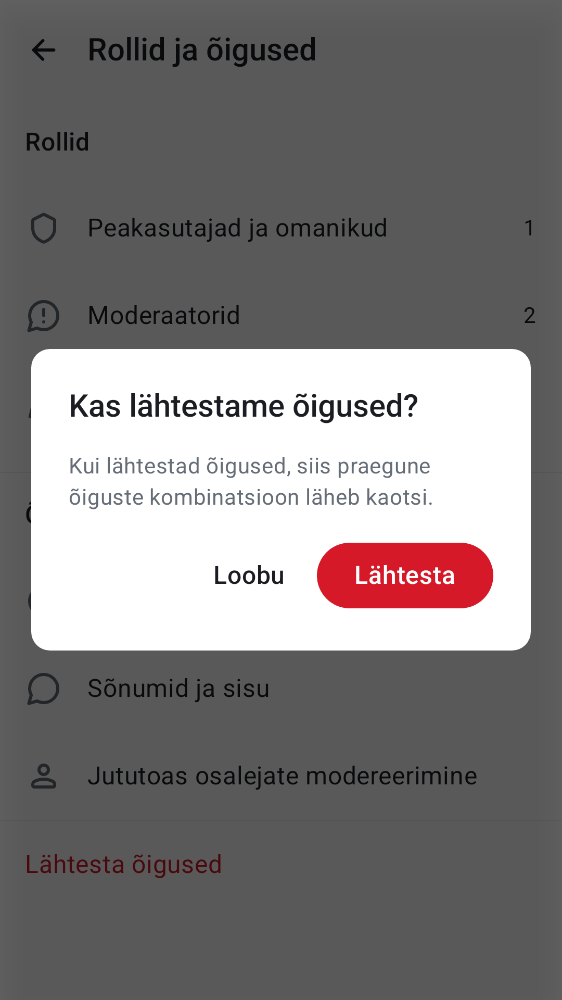 Rollid ja õigused
Rollid
Peakasutajad ja omanikud 1
Moderaatorid 2
Kas lähtestame õigused?
Kui lähtestad õigused, siis praegune
õiguste kombinatsioon läheb kaotsi.
Loobu Lähtesta
Sõnumid ja sisu
Jututoas osalejate modereerimine
Lähtesta õigused